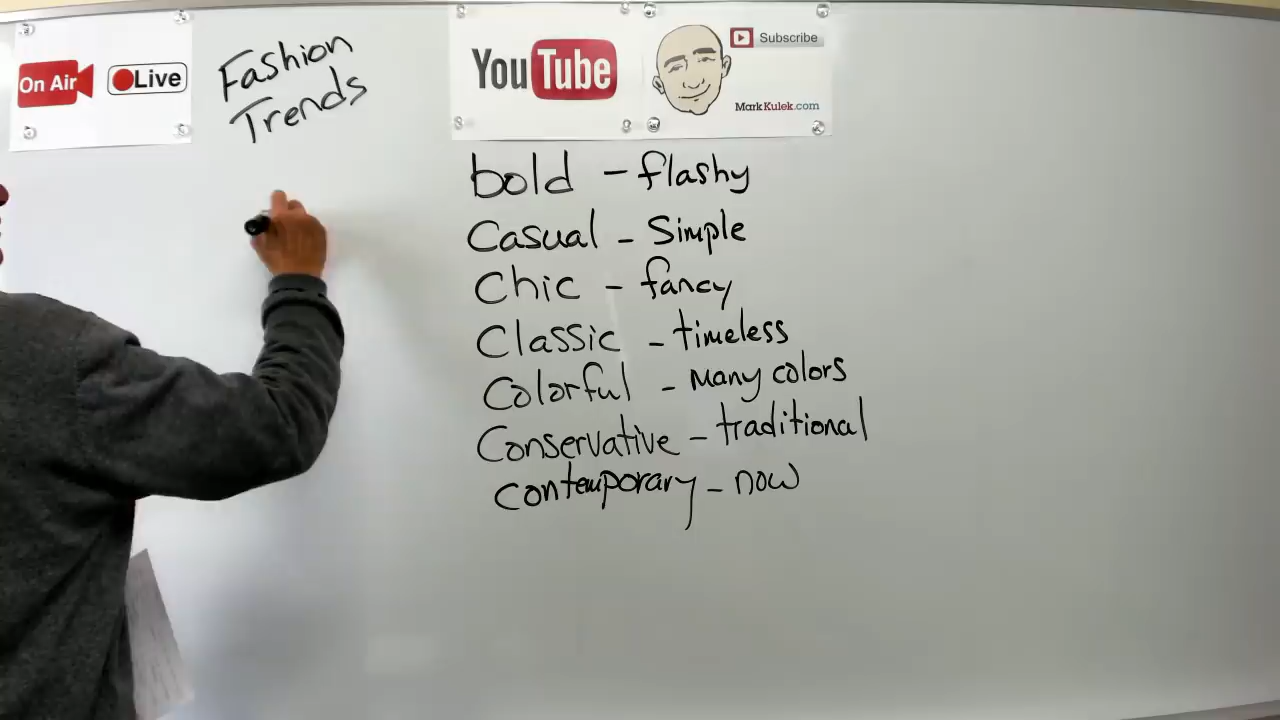 On Air
Live
Fashion
Trends
YouTube
Subscribe
MarkKulek.com
bold - flashy
Casual - Simple
Chic - fancy
Classic - timeless
Colorful - Many colors
Conservative - traditional
contemporary - now